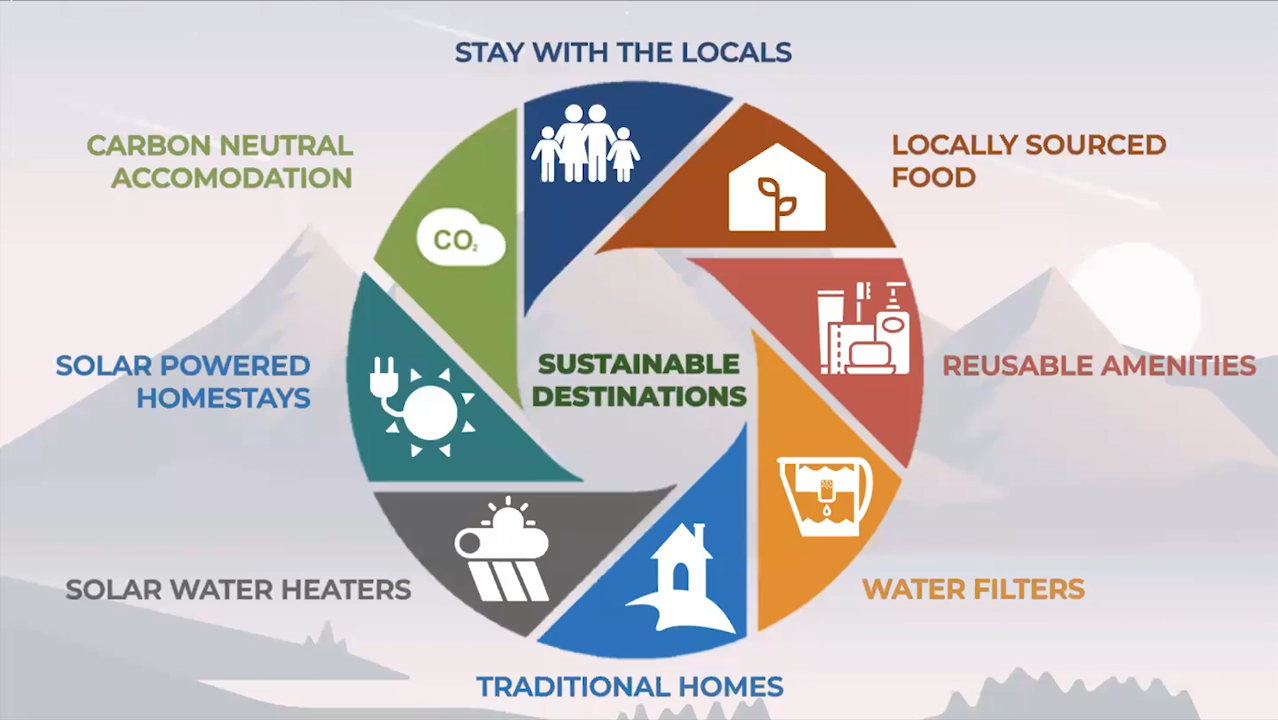 STAY WITH THE LOCALS
CARBON NEUTRAL
ACCOMODATION
LOCALLY SOURCED
FOOD
CO₂
SOLAR POWERED
HOMESTAYS
SUSTAINABLE
DESTINATIONS
REUSABLE AMENITIES
SOLAR WATER HEATERS
WATER FILTERS
TRADITIONAL HOMES